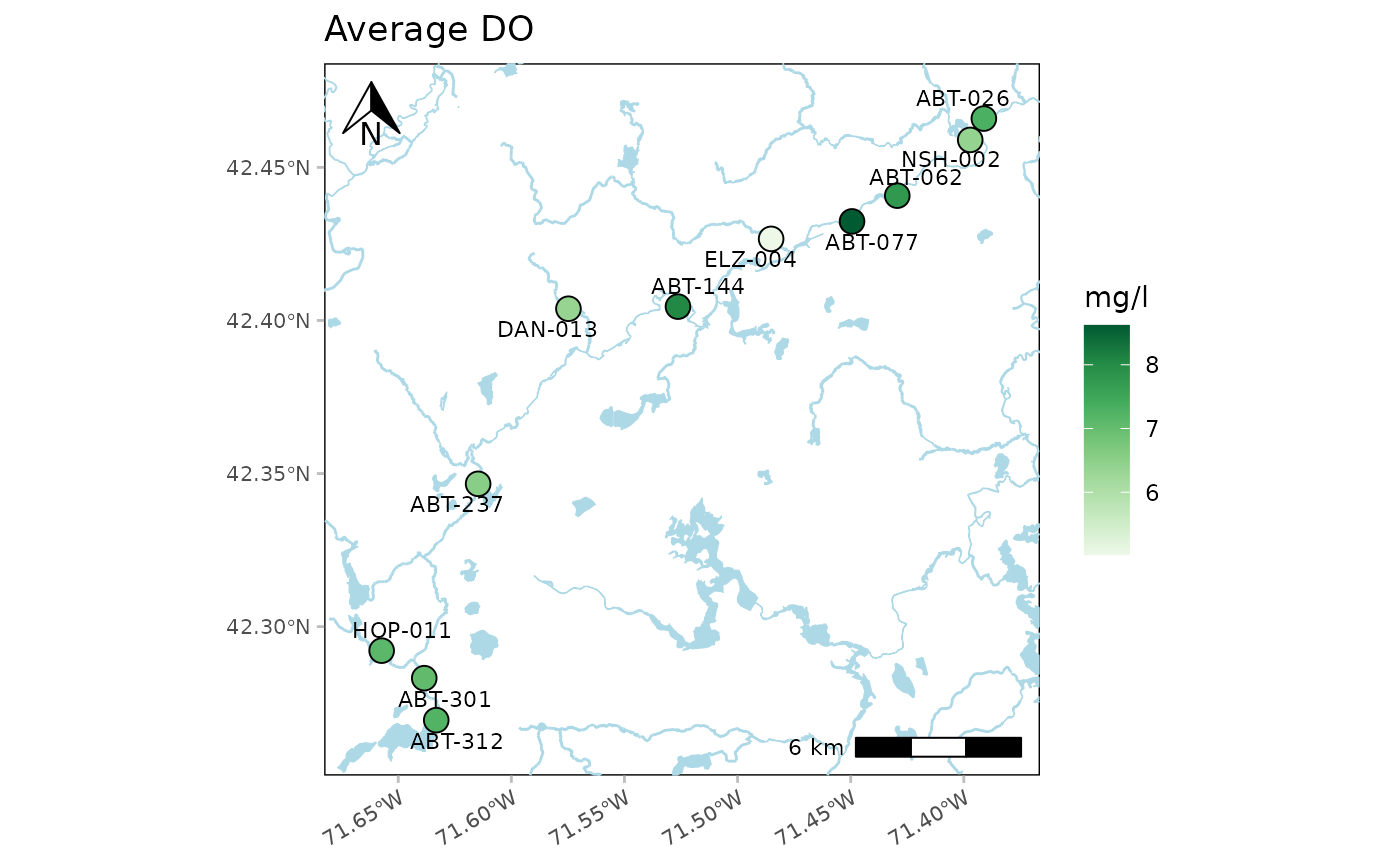 Average DO
N
ABT-026
NSH-002
ABT-062
ABT-077
ELZ-004
ABT-144
DAN-013
ABT-237
HOP-011
ABT-301
ABT-312
6 km
42.45°N
42.40°N
42.35°N
42.30°N
71.65°W
71.60°W
71.55°W
71.50°W
71.45°W
71.40°W
mg/l
8
7
6